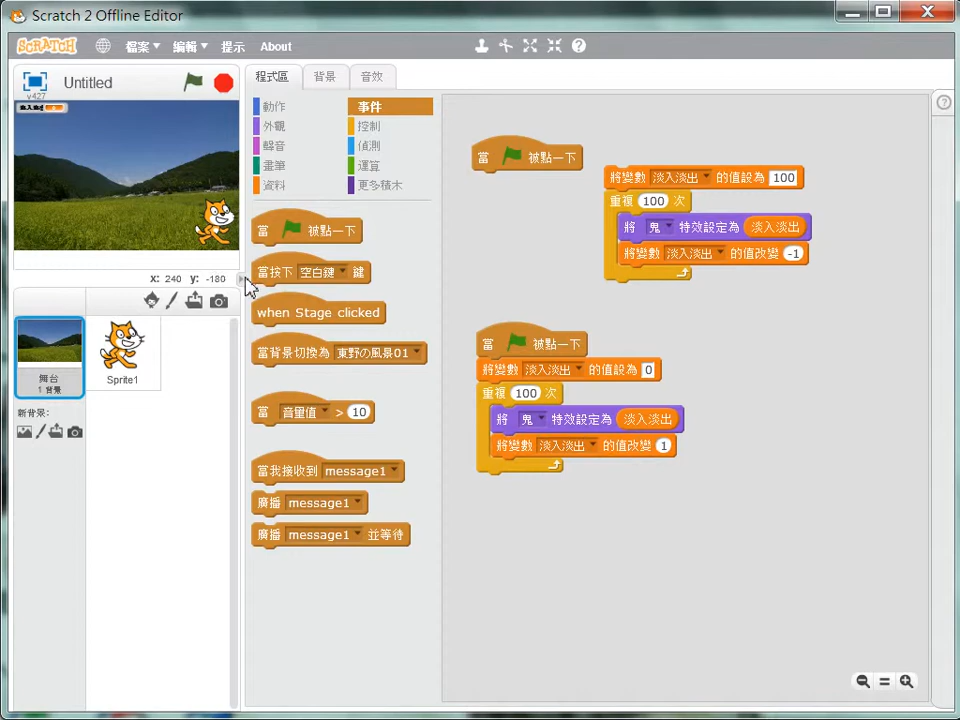 Scratch 2 Offline Editor
SCRATCH 檔案 編輯 提示 About
Untitled
v427
程式區 背景 音效
動作 事件
外觀 控制
聲音 偵測
畫筆 運算
資料 更多積木
當 被點一下
當按下 空白鍵 鍵
when Stage clicked
當背景切換為 東野の風景01
當 音量值 > 10
當我接收到 message1
廣播 message1
廣播 message1 並等待
x: 240 y: -180
舞台
1 背景
新背景:
Sprite1
當 被點一下
將變數 淡入淡出 的值設為 100
重複 100 次
將 鬼 特效設定為 淡入淡出
將變數 淡入淡出 的值改變 -1
當 被點一下
將變數 淡入淡出 的值設為 0
重複 100 次
將 鬼 特效設定為 淡入淡出
將變數 淡入淡出 的值改變 1